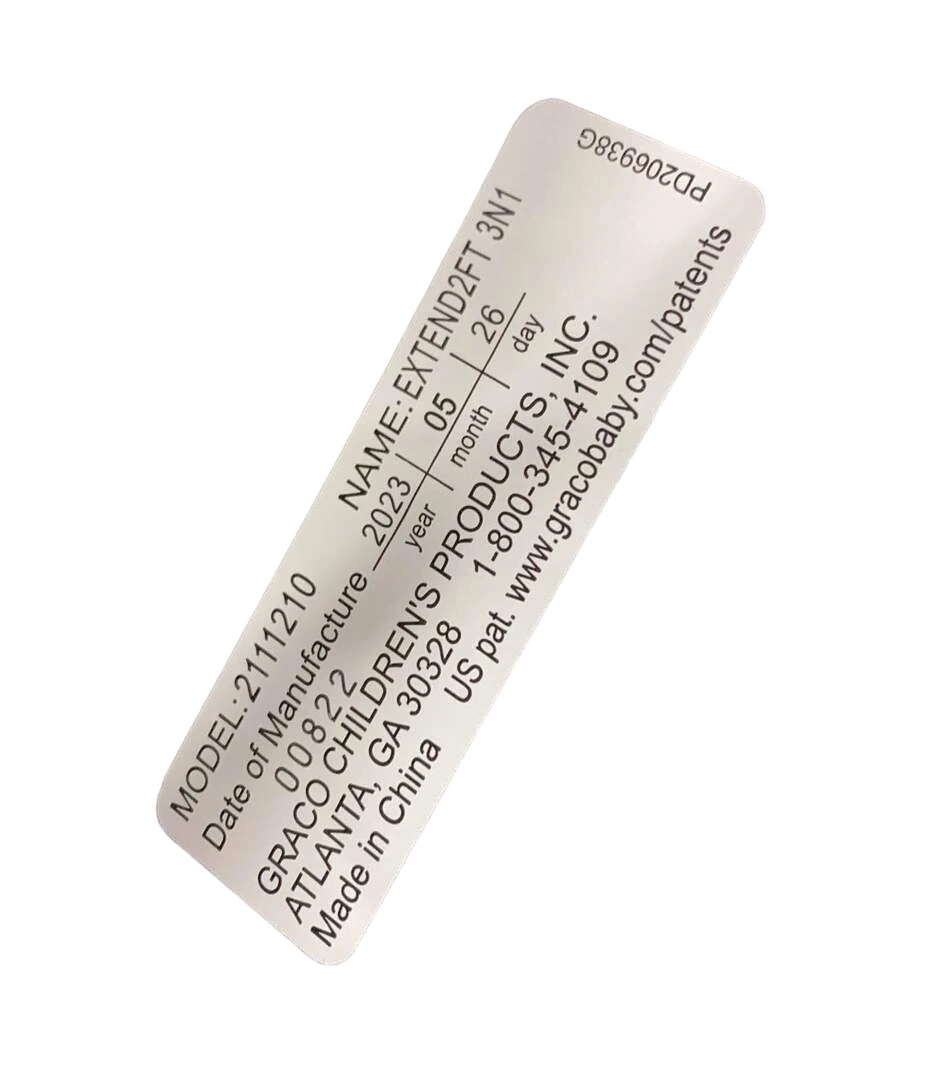 MODEL:2111210 NAME:EXTEND2FT 3N1
Date of Manufacture 2023 | 05 | 26
year month day
00822
GRACO CHILDREN'S PRODUCTS, INC.
ATLANTA, GA 30328 1-800-345-4109
Made in China US pat. www.gracobaby.com/patents
PD206938G